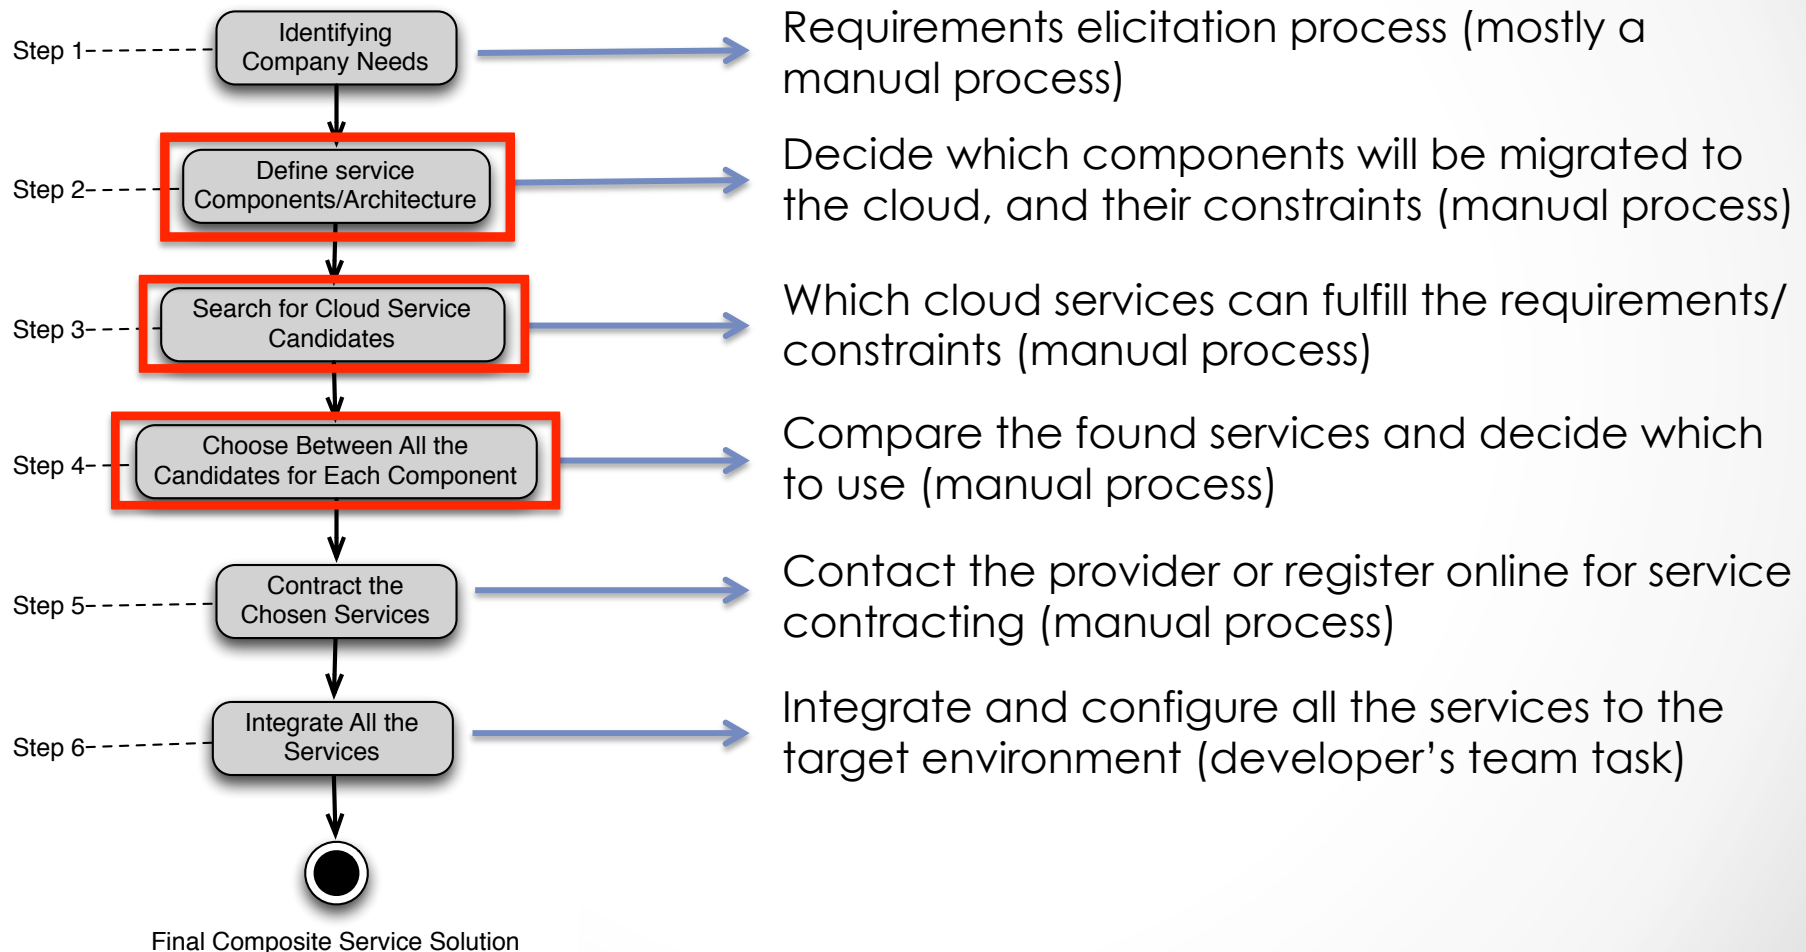 Step 1
Identifying
Company Needs
Requirements elicitation process (mostly a
manual process)
Step 2
Define service
Components/Architecture
Decide which components will be migrated to
the cloud, and their constraints (manual process)
Step 3
Search for Cloud Service
Candidates
Which cloud services can fulfill the requirements/
constraints (manual process)
Step 4
Choose Between All the
Candidates for Each Component
Compare the found services and decide which
to use (manual process)
Step 5
Contract the
Chosen Services
Contact the provider or register online for service
contracting (manual process)
Step 6
Integrate All the
Services
Integrate and configure all the services to the
target environment (developer’s team task)
Final Composite Service Solution